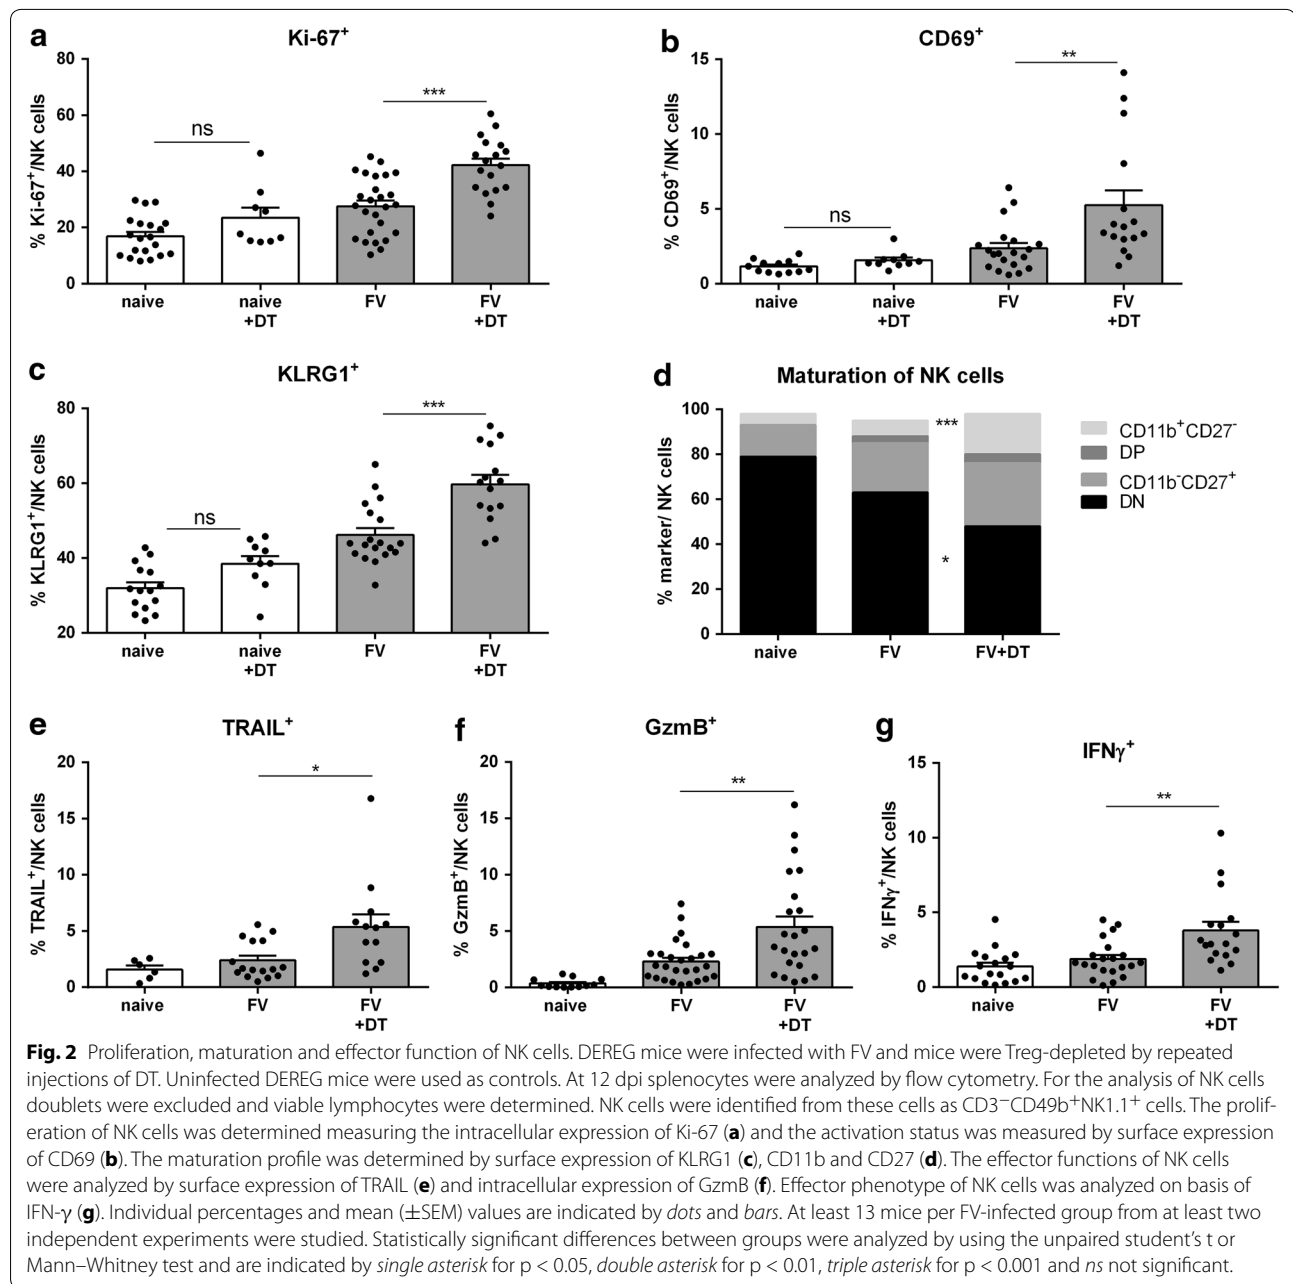 a
Ki-67+
% Ki-67+/NK cells
80
60
40
20
0
ns
***
naive
naive +DT
FV
FV +DT
b
CD69+
% CD69+/NK cells
15
10
5
0
ns
**
naive
naive +DT
FV
FV +DT
c
KLRG1+
% KLRG1+/NK cells
80
60
40
20
ns
***
naive
naive +DT
FV
FV +DT
d
Maturation of NK cells
% marker/ NK cells
100
80
60
40
20
0
***
*
naive
FV
FV+DT
CD11b+CD27-
DP
CD11b-CD27+
DN
e
TRAIL+
% TRAIL+/NK cells
20
15
10
5
0
*
naive
FV
FV +DT
f
GzmB+
% GzmB+/NK cells
20
15
10
5
0
**
naive
FV
FV +DT
g
IFNγ+
% IFNγ+/NK cells
15
10
5
0
**
naive
FV
FV +DT
Fig. 2 Proliferation, maturation and effector function of NK cells. DEREG mice were infected with FV and mice were Treg-depleted by repeated
injections of DT. Uninfected DEREG mice were used as controls. At 12 dpi splenocytes were analyzed by flow cytometry. For the analysis of NK cells
doublets were excluded and viable lymphocytes were determined. NK cells were identified from these cells as CD3−CD49b+NK1.1+ cells. The prolif-
eration of NK cells was determined measuring the intracellular expression of Ki-67 (a) and the activation status was measured by surface expression
of CD69 (b). The maturation profile was determined by surface expression of KLRG1 (c), CD11b and CD27 (d). The effector functions of NK cells
were analyzed by surface expression of TRAIL (e) and intracellular expression of GzmB (f). Effector phenotype of NK cells was analyzed on basis of
IFN-γ (g). Individual percentages and mean (±SEM) values are indicated by dots and bars. At least 13 mice per FV-infected group from at least two
independent experiments were studied. Statistically significant differences between groups were analyzed by using the unpaired student's t or
Mann–Whitney test and are indicated by single asterisk for p < 0.05, double asterisk for p < 0.01, triple asterisk for p < 0.001 and ns not significant.